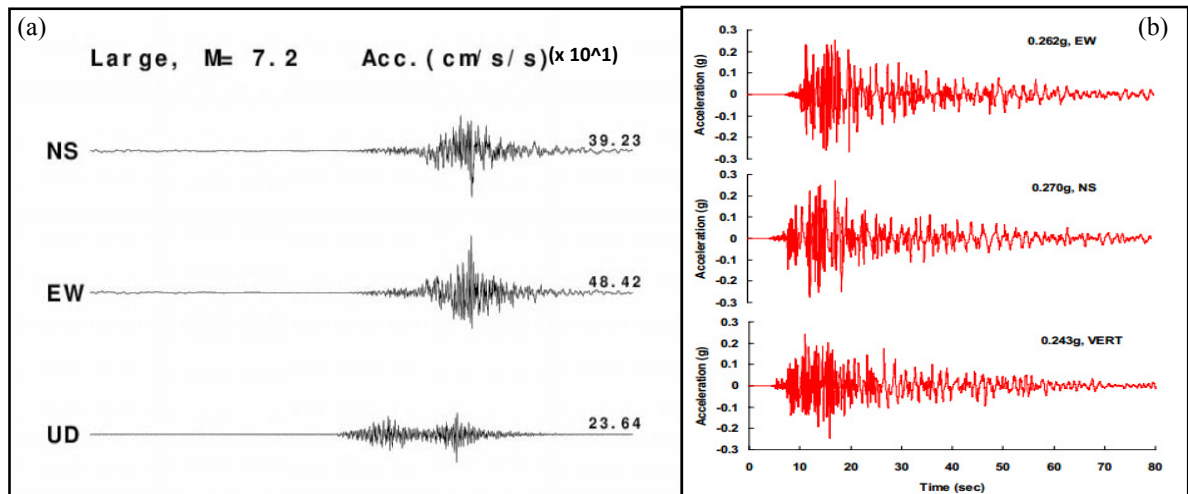 (a)
Large, M= 7.2 Acc.(cm/s/s)(x 10^1)
NS 39.23
EW 48.42
UD 23.64
(b)
0.3
0.2
0.1
0
-0.1
-0.2
-0.3
Acceleration (g)
0.262g, EW
0.3
0.2
0.1
0
-0.1
-0.2
-0.3
Acceleration (g)
0.270g, NS
0.3
0.2
0.1
0
-0.1
-0.2
-0.3
Acceleration (g)
0.243g, VERT
0 10 20 30 40 50 60 70 80
Time (sec)